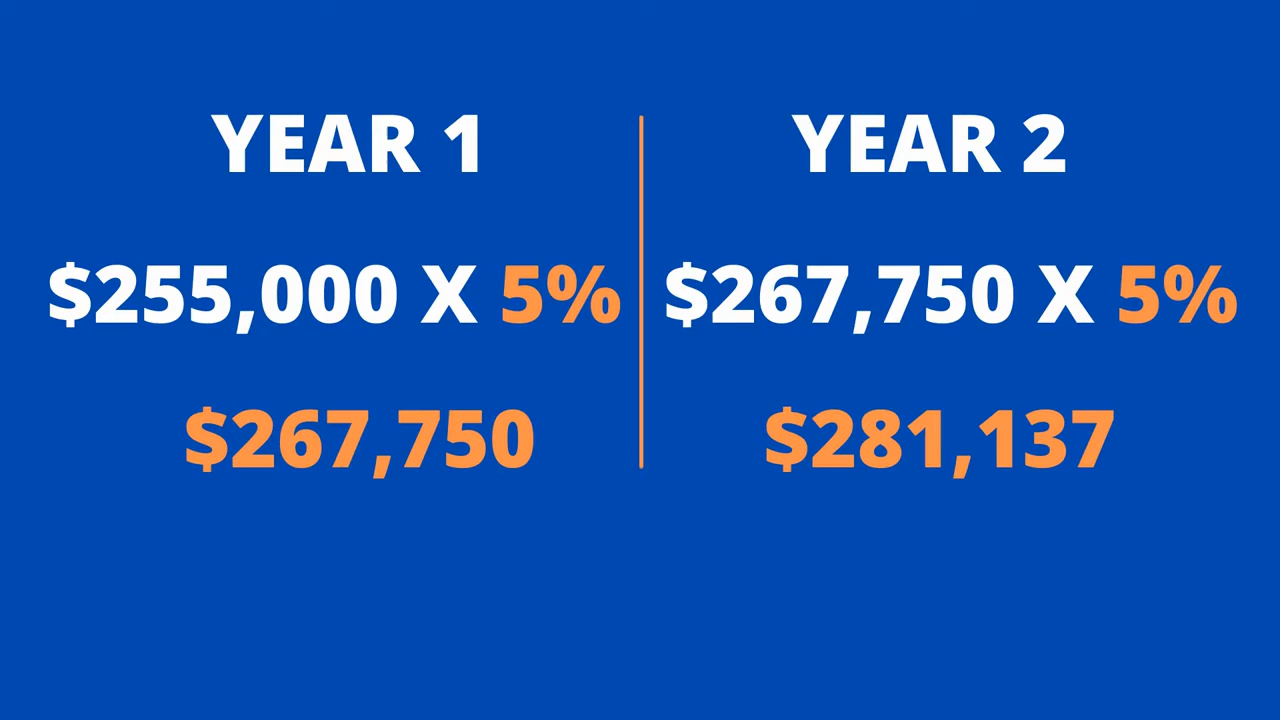 YEAR 1
$255,000 X 5%
$267,750
YEAR 2
$267,750 X 5%
$281,137